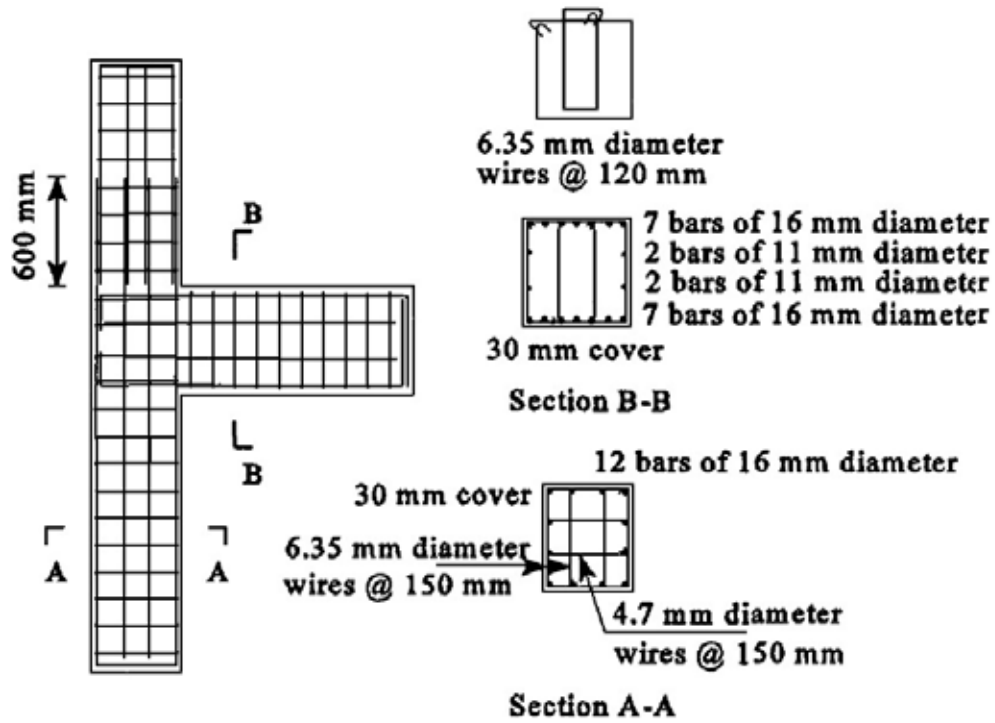 6.35 mm diameter
wires @ 120 mm
600 mm
B
7 bars of 16 mm diameter
2 bars of 11 mm diameter
2 bars of 11 mm diameter
7 bars of 16 mm diameter
30 mm cover
Section B-B
B
12 bars of 16 mm diameter
30 mm cover
A
A
6.35 mm diameter
wires @ 150 mm
4.7 mm diameter
wires @ 150 mm
Section A-A